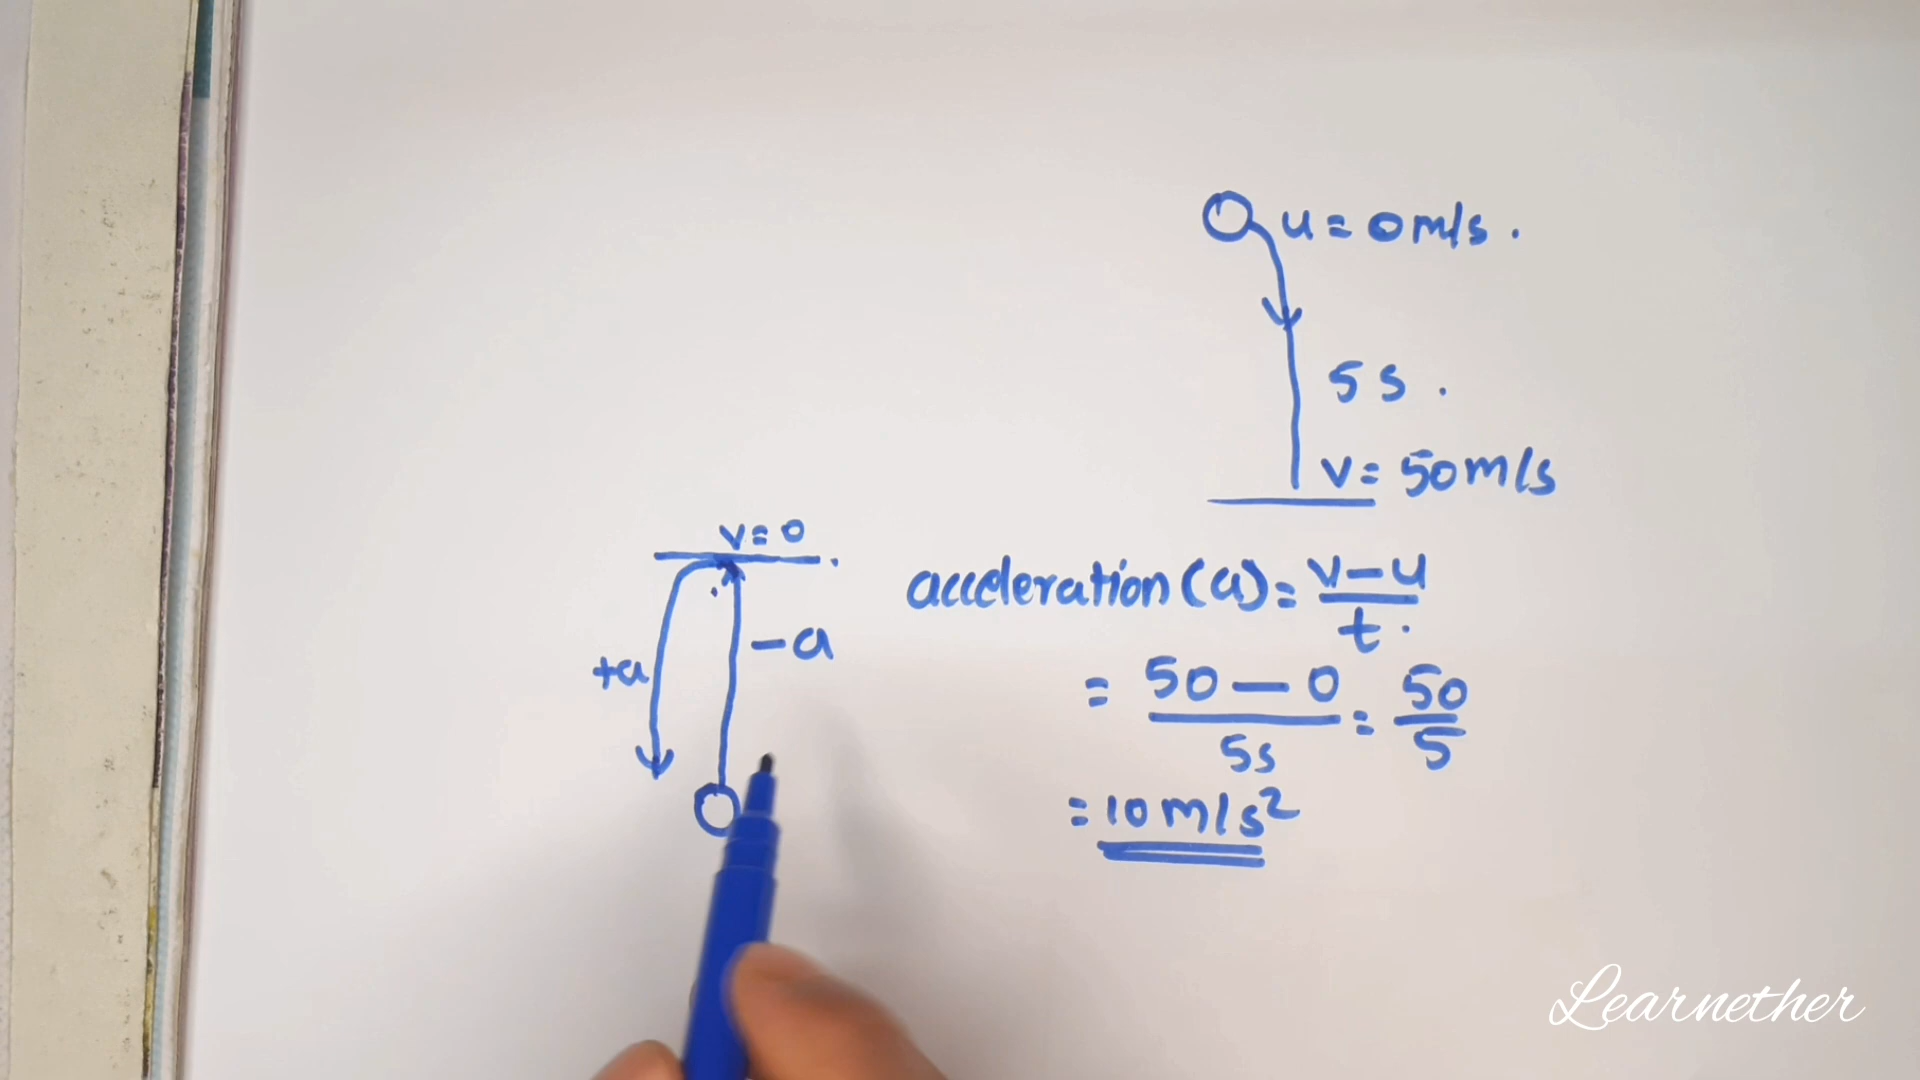 u = 0 m/s .
5 s .
v = 50 m/s
v = 0
+a
- a
acceleration (a) = v - u / t .
= 50 - 0 / 5s = 50 / 5
= 10 m/s²
Learnether